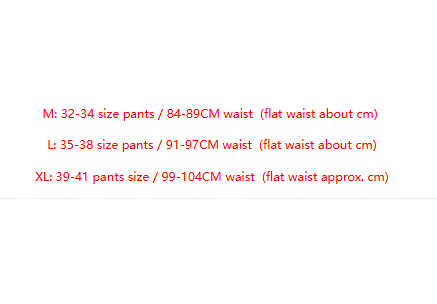 M: 32-34 size pants / 84-89CM waist  (flat waist about cm)
L: 35-38 size pants / 91-97CM waist  (flat waist about cm)
XL: 39-41 pants size / 99-104CM waist  (flat waist approx. cm)